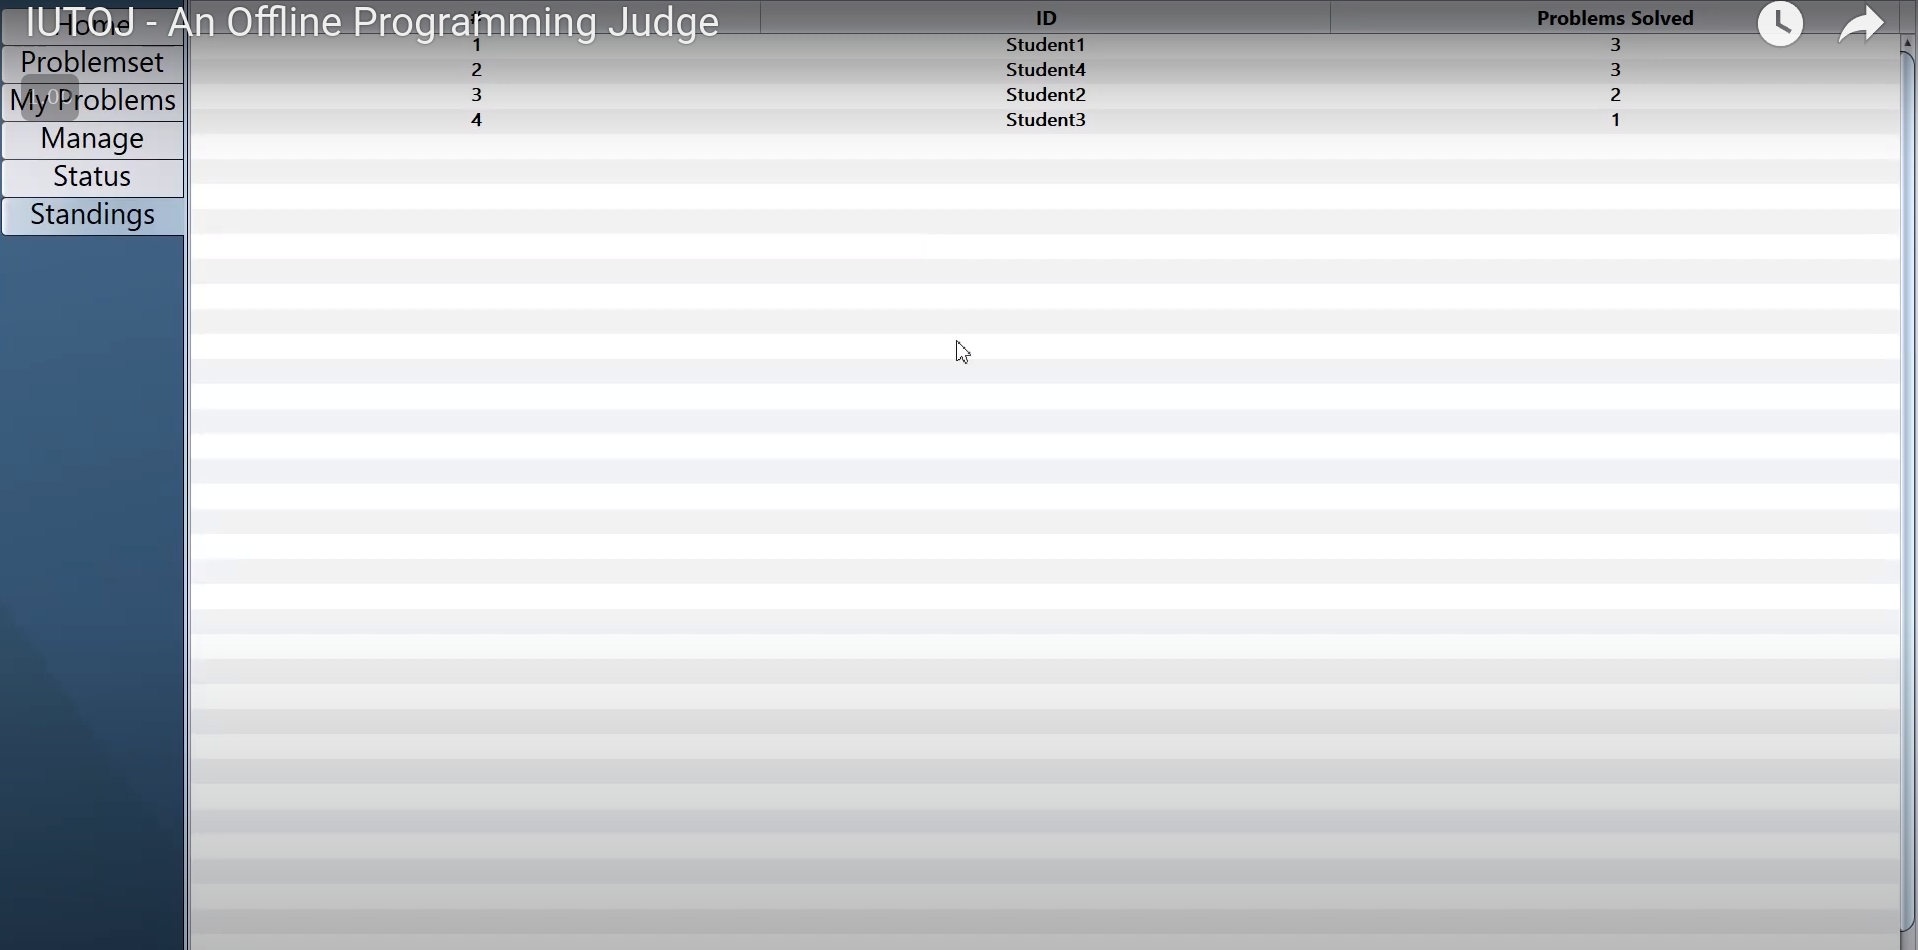 IUTOJ - An Offline Programming Judge
Home
Problemset
My Problems
Manage
Status
Standings
# ID Problems Solved
1 Student1 3
2 Student4 3
3 Student2 2
4 Student3 1